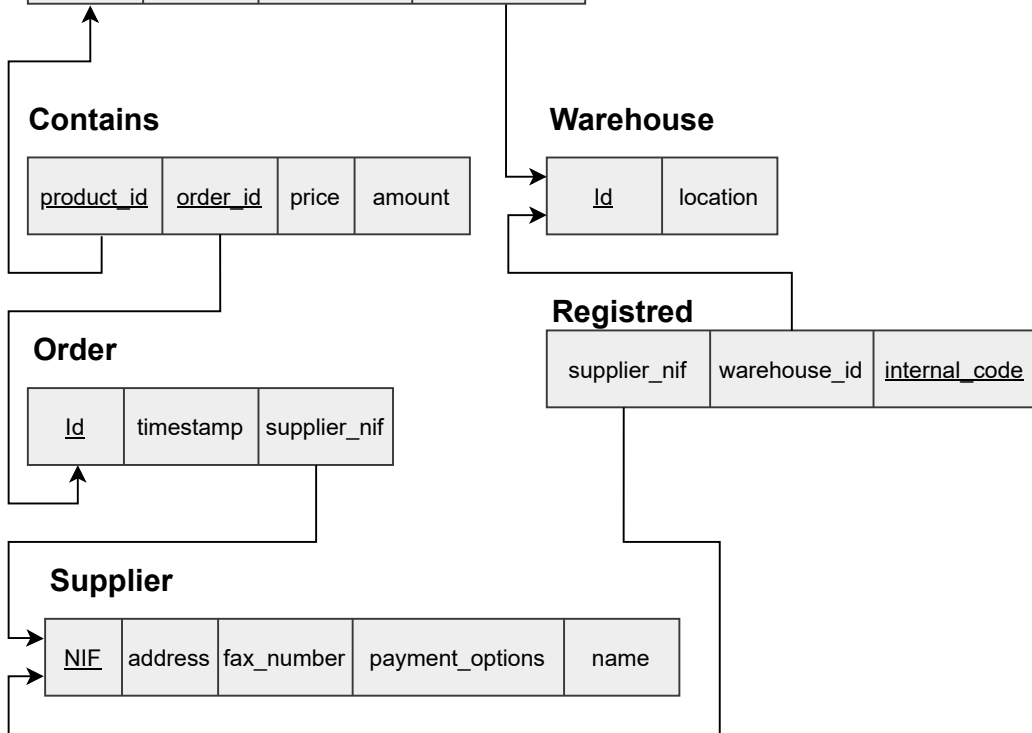 Contains
Warehouse
product_id order_id price amount
Id location
Registred
supplier_nif warehouse_id internal_code
Order
Id timestamp supplier_nif
Supplier
NIF address fax_number payment_options name